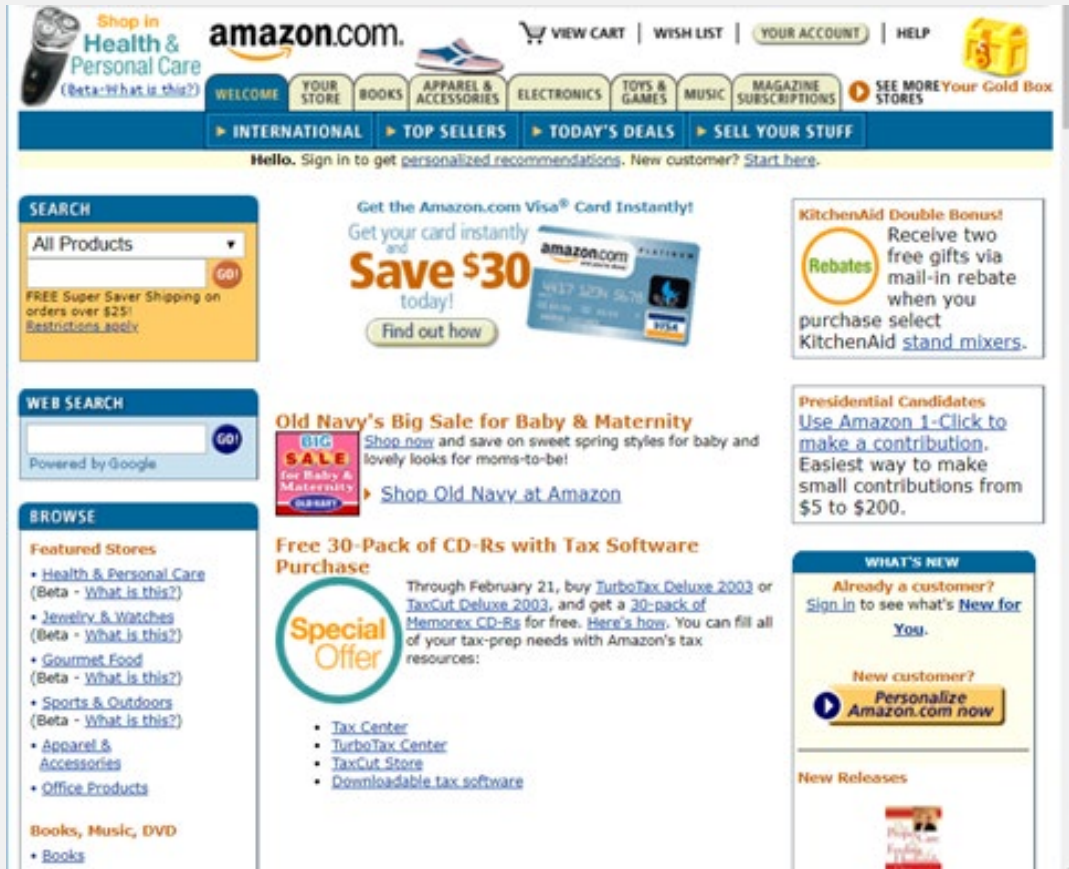 Shop in
Health &
Personal Care
(Beta-What is this?)
amazon.com.
VIEW CART | WISH LIST | YOUR ACCOUNT | HELP
WELCOME
YOUR STORE
BOOKS
APPAREL & ACCESSORIES
ELECTRONICS
TOYS & GAMES
MUSIC
MAGAZINE SUBSCRIPTIONS
SEE MORE STORES
Your Gold Box
INTERNATIONAL
TOP SELLERS
TODAY'S DEALS
SELL YOUR STUFF
Hello. Sign in to get personalized recommendations. New customer? Start here.
SEARCH
All Products
GO!
FREE Super Saver Shipping on
orders over $25!
Restrictions apply
WEB SEARCH
GO!
Powered by Google
BROWSE
Featured Stores
• Health & Personal Care
(Beta - What is this?)
• Jewelry & Watches
(Beta - What is this?)
• Gourmet Food
(Beta - What is this?)
• Sports & Outdoors
(Beta - What is this?)
• Apparel &
Accessories
• Office Products
Books, Music, DVD
• Books
Get the Amazon.com Visa® Card Instantly!
Get your card instantly
and
Save $30
today!
Find out how
amazon.com
PLATINUM
4417 1234 5678
VISA
Old Navy's Big Sale for Baby & Maternity
BIG
SALE
for Baby &
Maternity
OLD NAVY
Shop now and save on sweet spring styles for baby and
lovely looks for moms-to-be!
Shop Old Navy at Amazon
Free 30-Pack of CD-Rs with Tax Software
Purchase
Special
Offer
Through February 21, buy TurboTax Deluxe 2003 or
TaxCut Deluxe 2003, and get a 30-pack of
Memorex CD-Rs for free. Here's how. You can fill all
of your tax-prep needs with Amazon's tax
resources:
• Tax Center
• TurboTax Center
• TaxCut Store
• Downloadable tax software
KitchenAid Double Bonus!
Rebates
Receive two
free gifts via
mail-in rebate
when you
purchase select
KitchenAid stand mixers.
Presidential Candidates
Use Amazon 1-Click to
make a contribution.
Easiest way to make
small contributions from
$5 to $200.
WHAT'S NEW
Already a customer?
Sign in to see what's New for
You.
New customer?
Personalize
Amazon.com now
New Releases